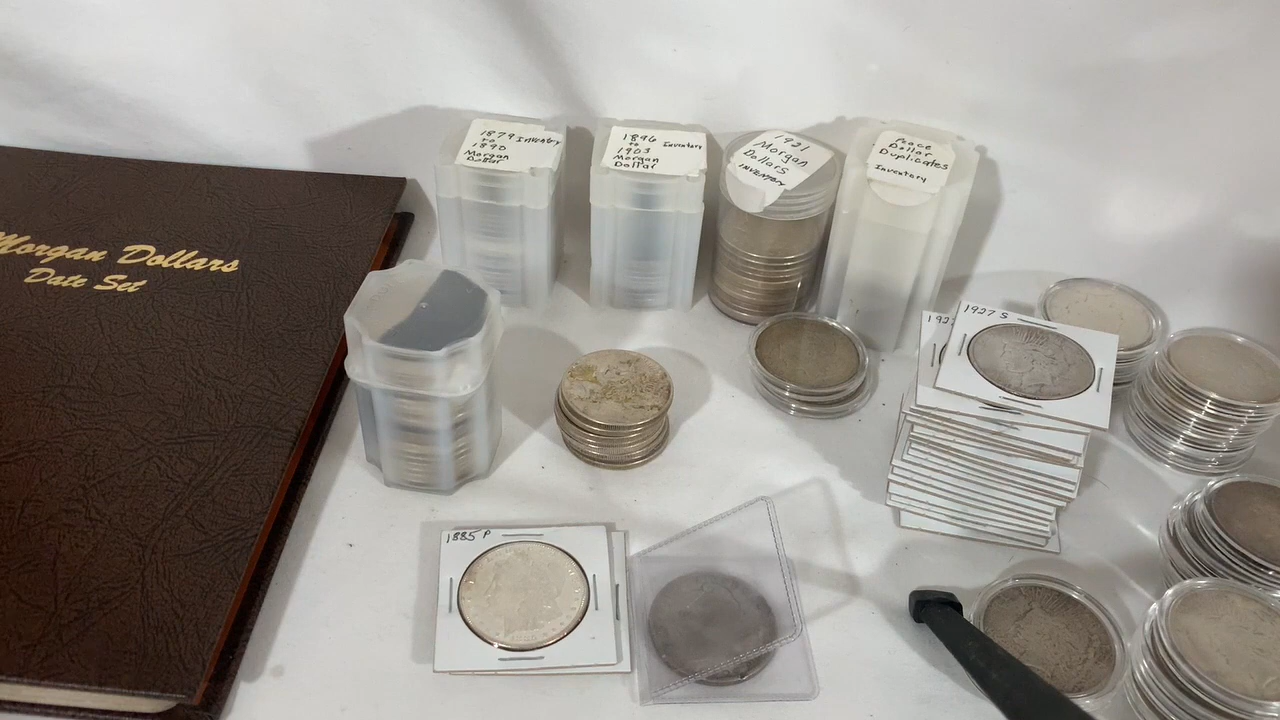 Morgan Dollars
Date Set
1879 Inventory
to
1890
Morgan
Dollar
1896 Inventory
to
1903
Morgan
Dollar
1921
Morgan
Dollars
INVENTORY
Peace
Dollar
Duplicates
Inventory
1927 S
192
1885 P